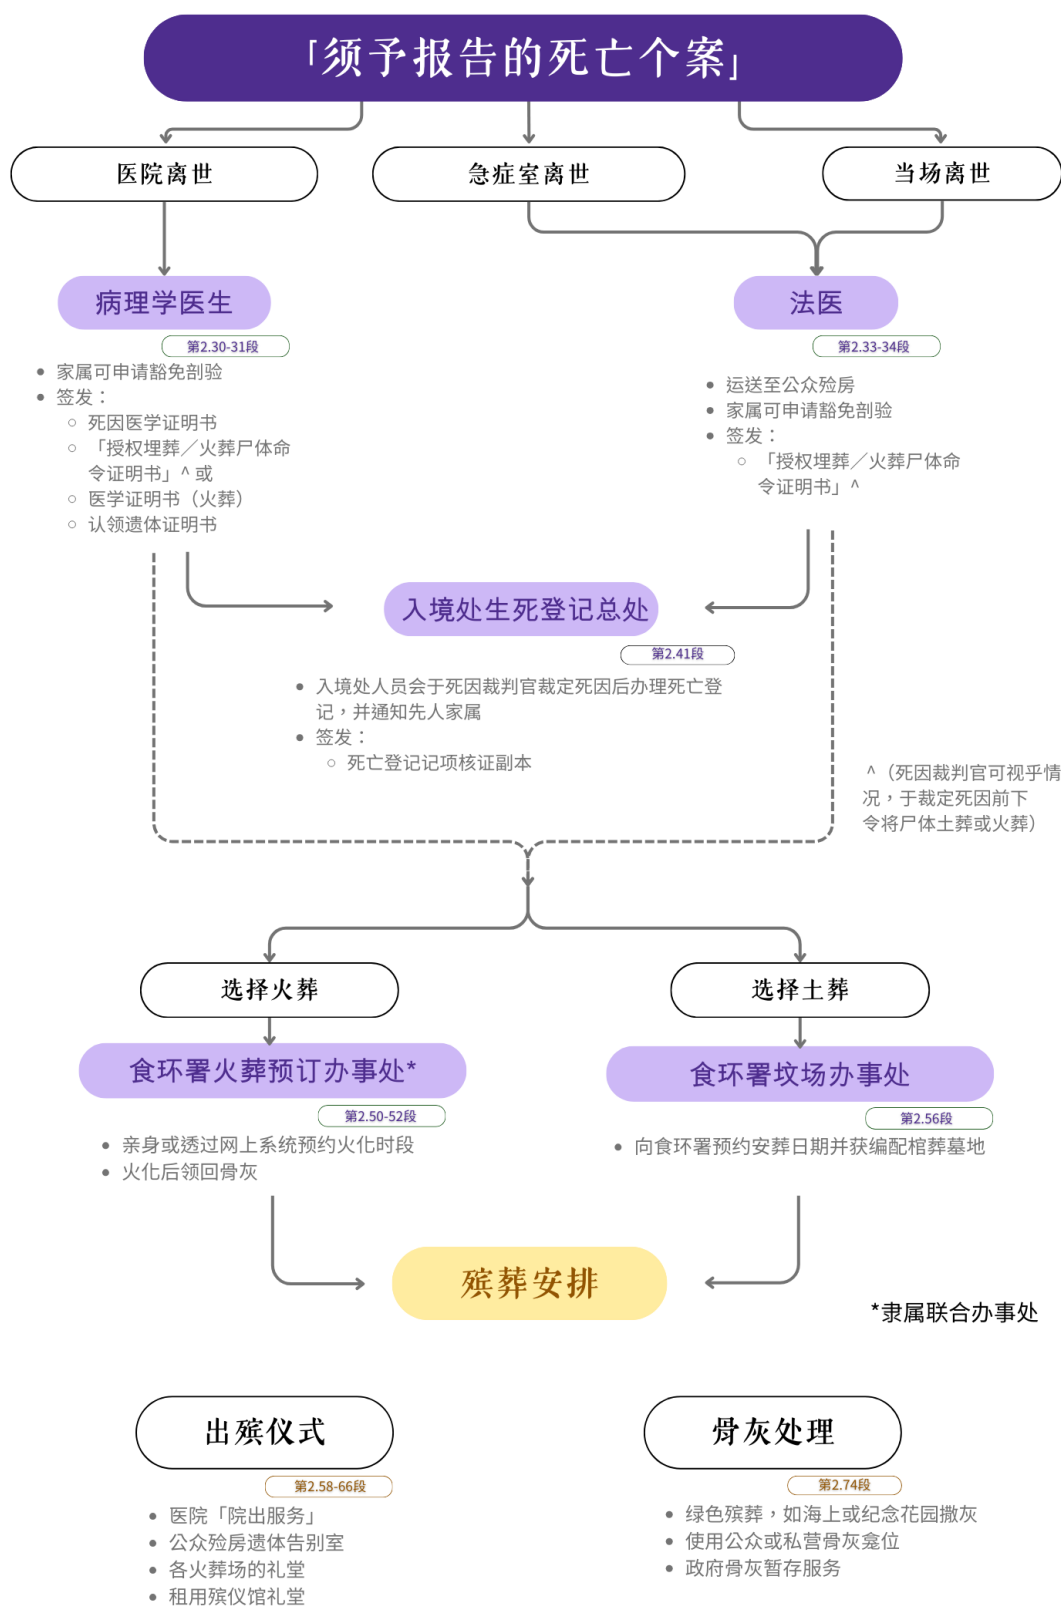 「须予报告的死亡个案」
医院离世
急症室离世
当场离世
病理学医生
第2.30-31段
• 家属可申请豁免剖验
• 签发：
○ 死因医学证明书
○ 「授权埋葬／火葬尸体命
令证明书」^ 或
○ 医学证明书（火葬）
○ 认领遗体证明书
法医
第2.33-34段
• 运送至公众殓房
• 家属可申请豁免剖验
• 签发：
○ 「授权埋葬／火葬尸体命
令证明书」^
入境处生死登记总处
第2.41段
• 入境处人员会于死因裁判官裁定死因后办理死亡登
记，并通知先人家属
• 签发：
○ 死亡登记记项核证副本
^（死因裁判官可视乎情
况，于裁定死因前下
令将尸体土葬或火葬）
选择火葬
食环署火葬预订办事处*
第2.50-52段
• 亲身或透过网上系统预约火化时段
• 火化后领回骨灰
选择土葬
食环署坟场办事处
第2.56段
• 向食环署预约安葬日期并获编配棺葬墓地
殡葬安排
*隶属联合办事处
出殡仪式
第2.58-66段
• 医院「院出服务」
• 公众殓房遗体告别室
• 各火葬场的礼堂
• 租用殡仪馆礼堂
骨灰处理
第2.74段
• 绿色殡葬，如海上或纪念花园撒灰
• 使用公众或私营骨灰龛位
• 政府骨灰暂存服务